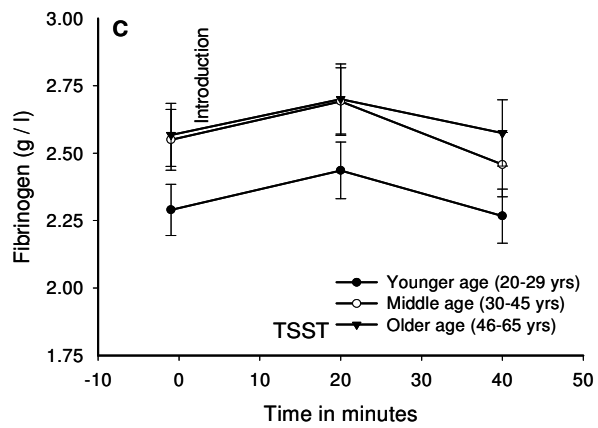 C
3.00
2.75
2.50
2.25
2.00
1.75
Fibrinogen (g / l)
Introduction
Younger age (20-29 yrs)
Middle age (30-45 yrs)
Older age (46-65 yrs)
TSST
-10 0 10 20 30 40 50
Time in minutes